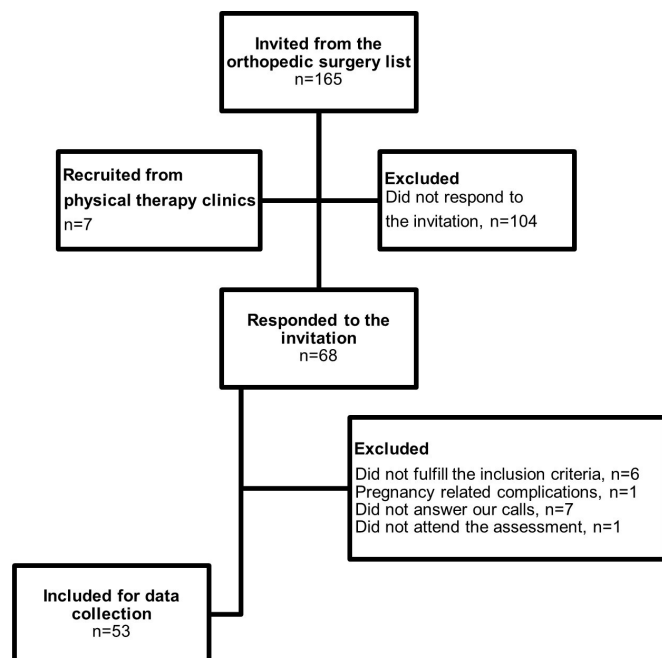 Invited from the
orthopedic surgery list
n=165
Recruited from
physical therapy clinics
n=7
Excluded
Did not respond to
the invitation, n=104
Responded to the
invitation
n=68
Excluded
Did not fulfill the inclusion criteria, n=6
Pregnancy related complications, n=1
Did not answer our calls, n=7
Did not attend the assessment, n=1
Included for data
collection
n=53